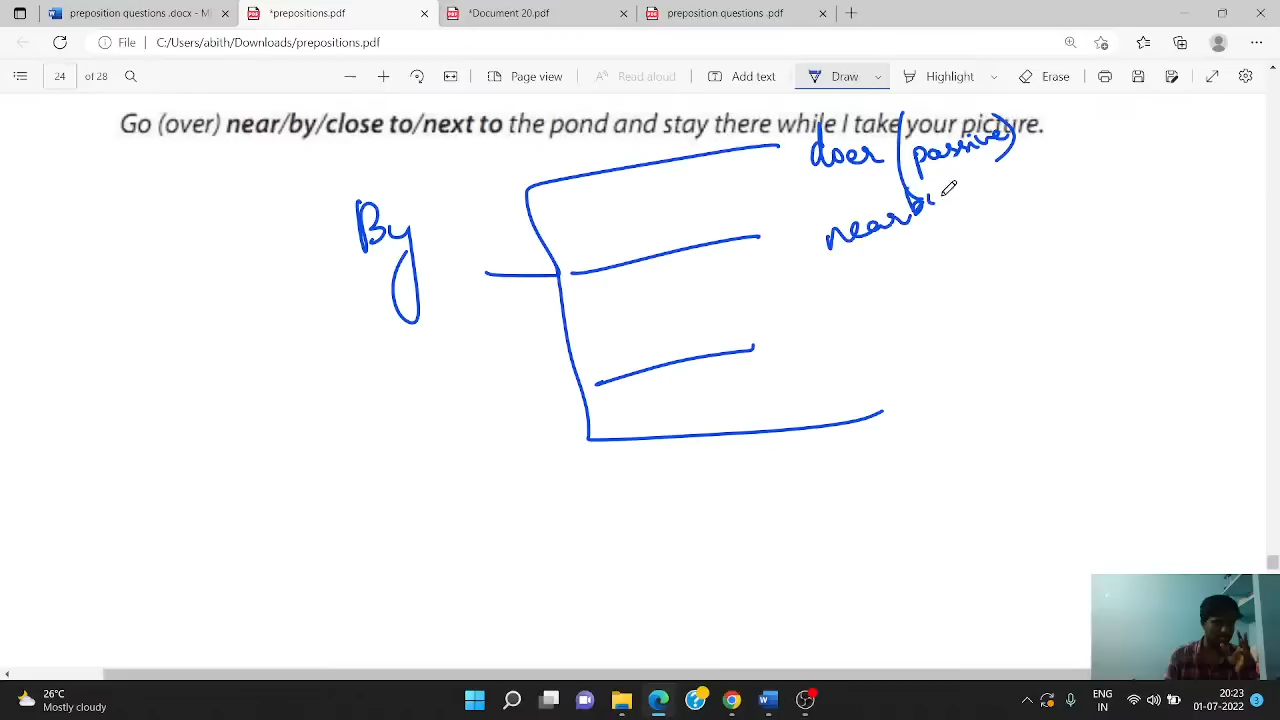 preposition questions .docx - Mi
*prepositions.pdf
*Document 20.pdf
preposition questions .pdf
File C:/Users/abith/Downloads/prepositions.pdf
24 of 28 Page view Read aloud Add text Draw Highlight Erase
Go (over) near/by/close to/next to the pond and stay there while I take your picture.
doer (passive)
By
nearb
26°C
Mostly cloudy
ENG
IN
20:23
01-07-2022
3